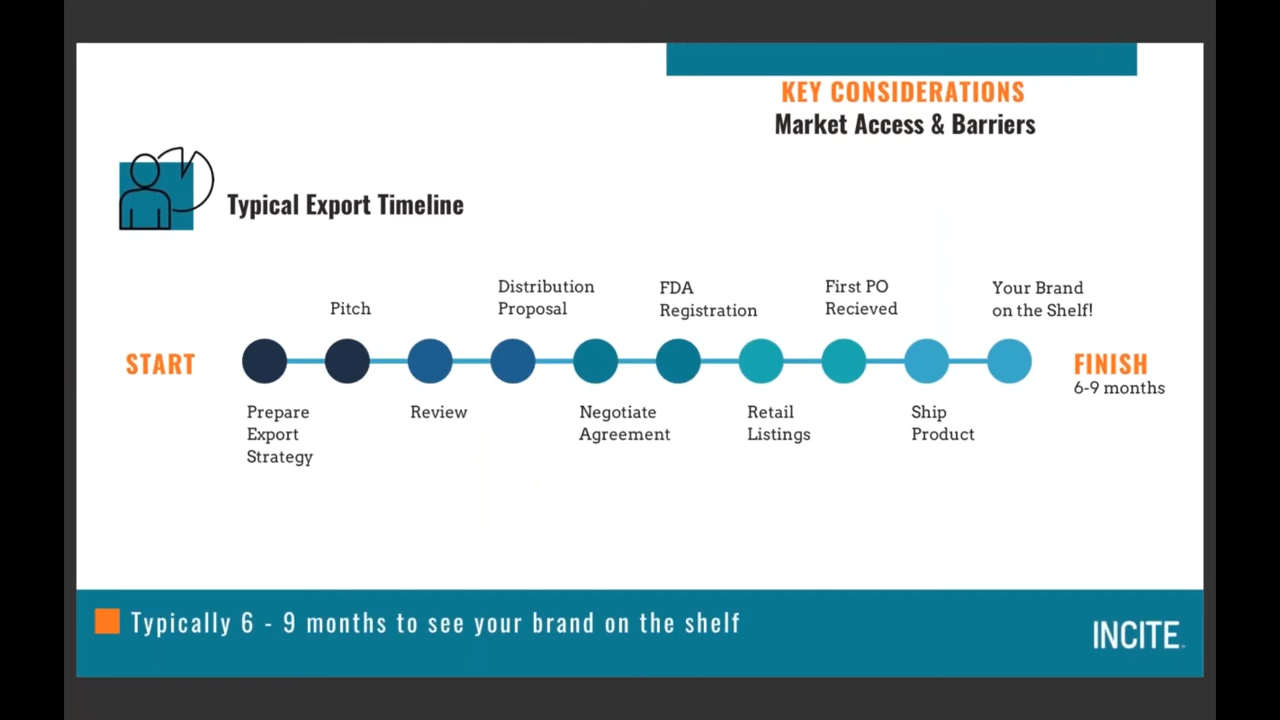 KEY CONSIDERATIONS
Market Access & Barriers
Typical Export Timeline
START
Prepare
Export
Strategy
Pitch
Review
Distribution
Proposal
Negotiate
Agreement
FDA
Registration
Retail
Listings
First PO
Recieved
Ship
Product
Your Brand
on the Shelf!
FINISH
6-9 months
Typically 6 - 9 months to see your brand on the shelf
INCITE